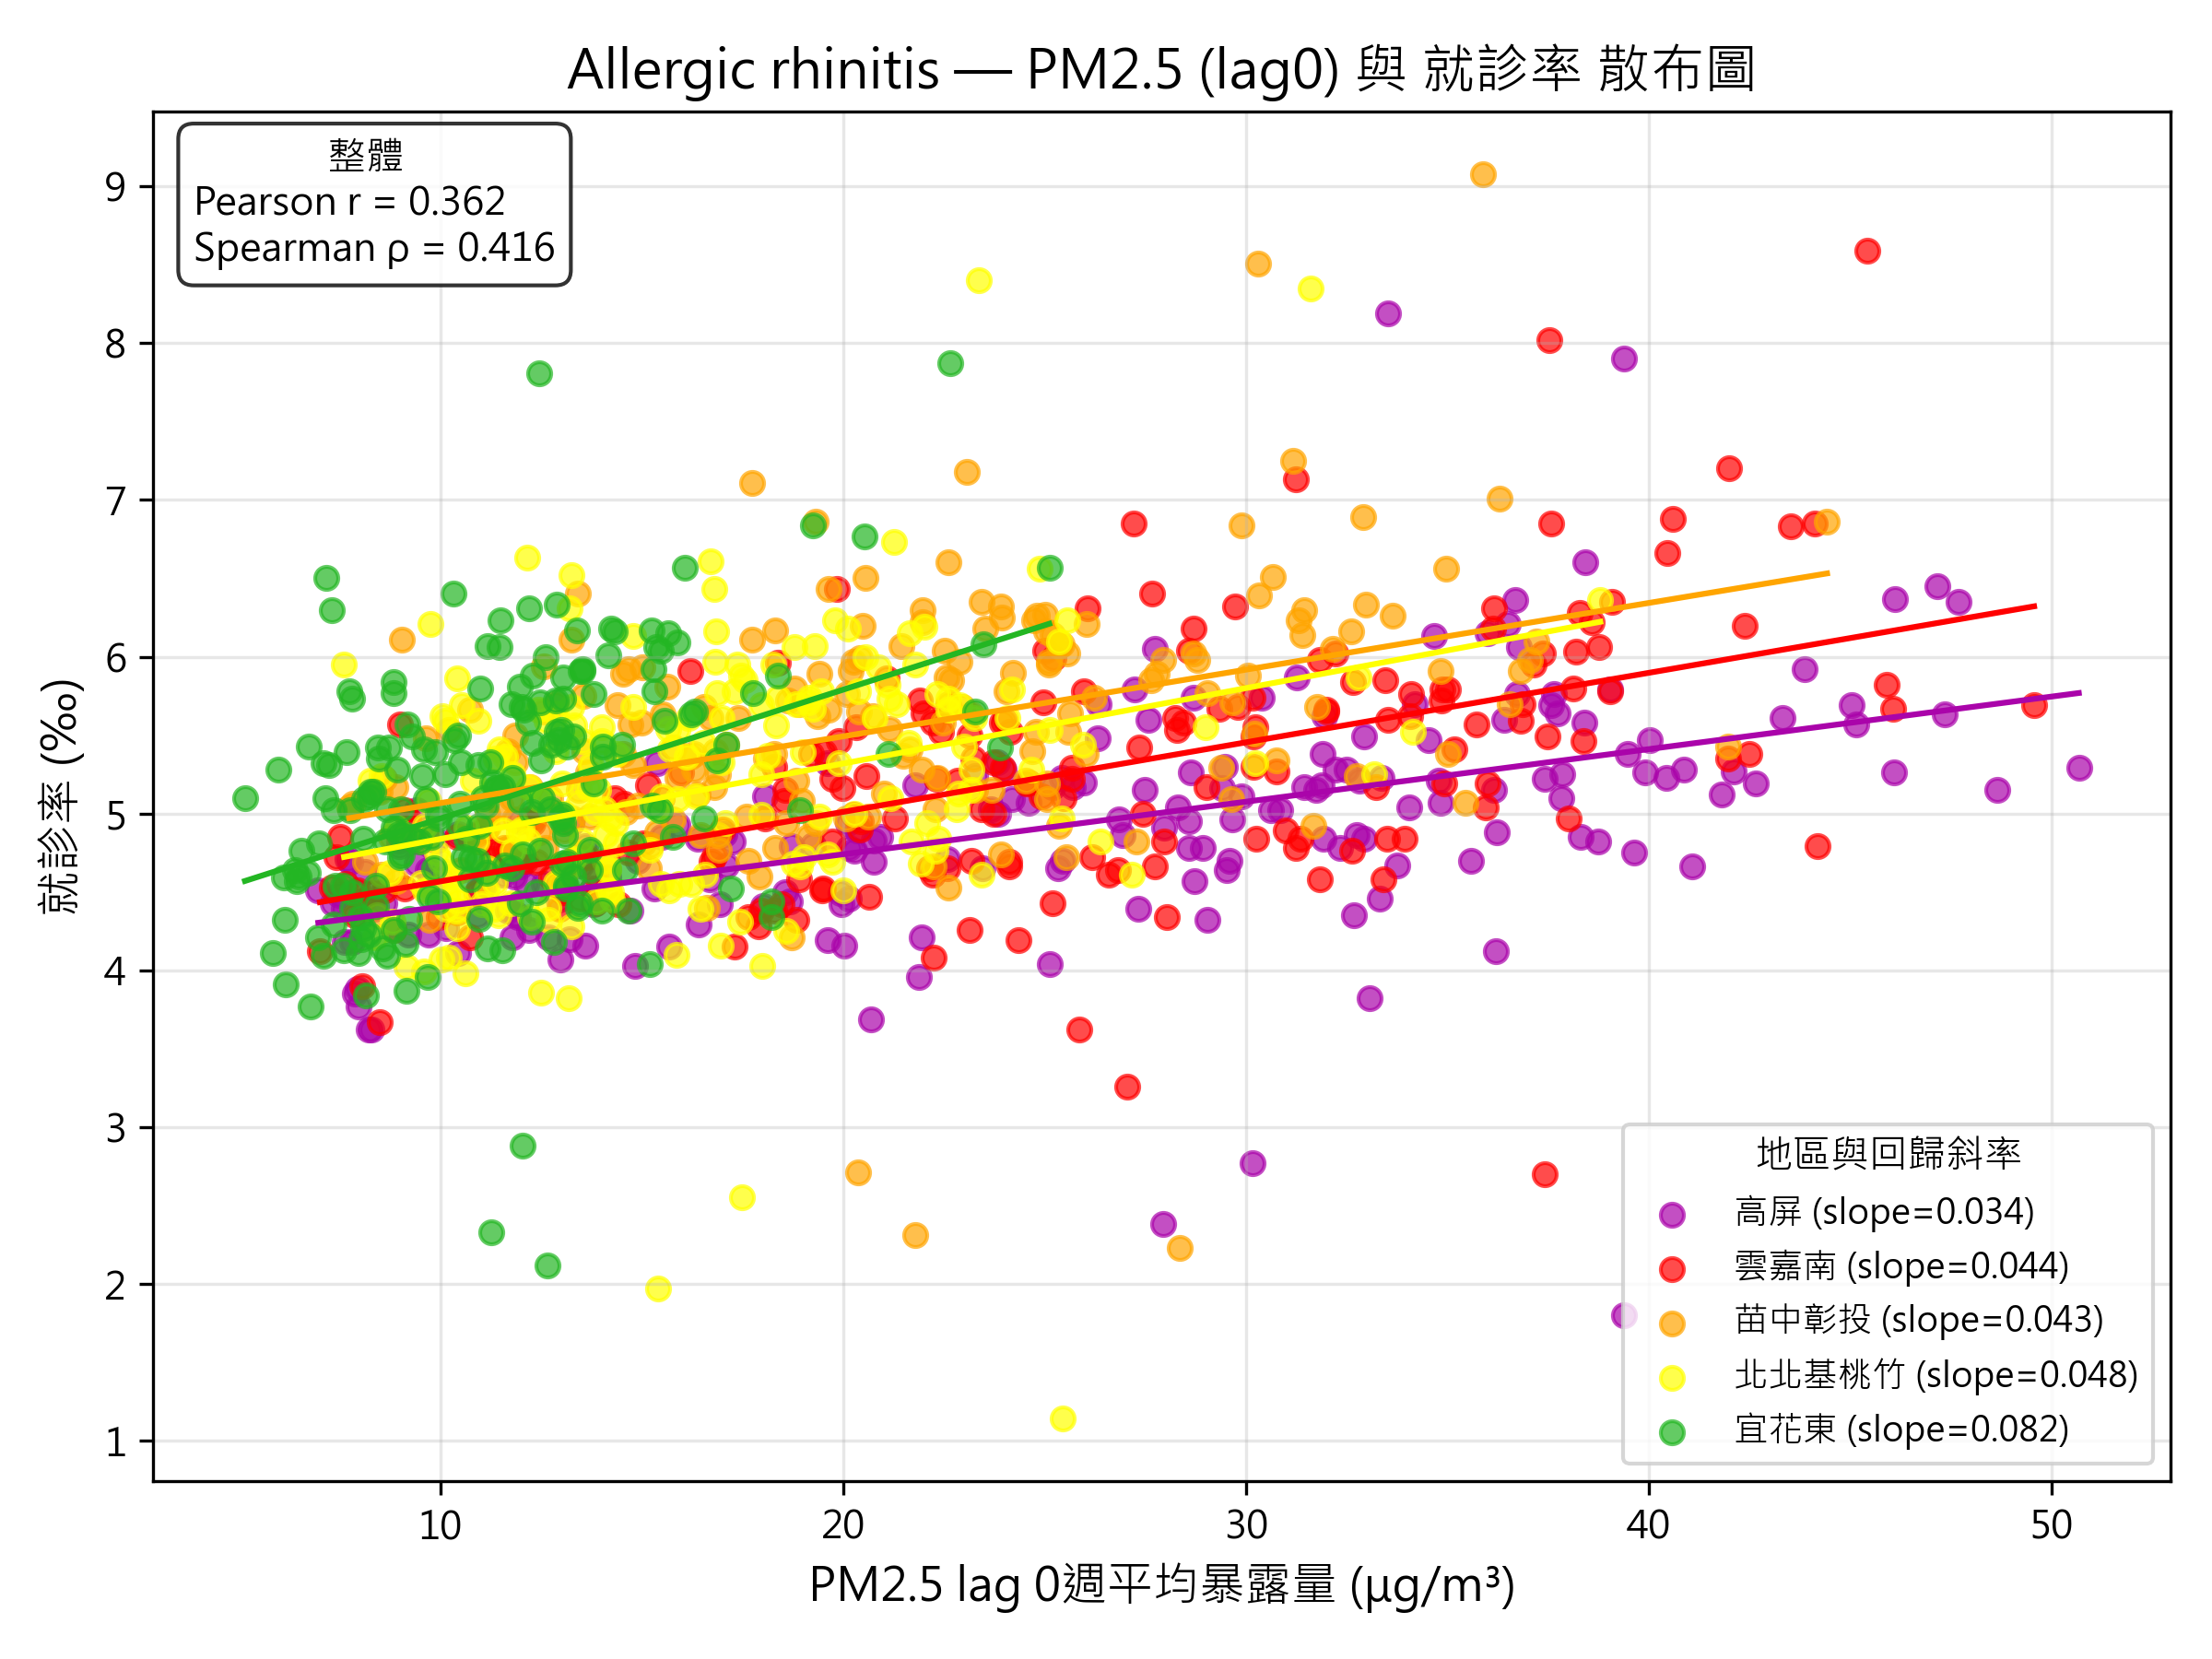 Allergic rhinitis — PM2.5 (lag0) 與 就診率 散布圖
整體
Pearson r = 0.362
Spearman ρ = 0.416
就診率 (‰)
9
8
7
6
5
4
3
2
1
地區與回歸斜率
高屏 (slope=0.034)
雲嘉南 (slope=0.044)
苗中彰投 (slope=0.043)
北北基桃竹 (slope=0.048)
宜花東 (slope=0.082)
10 20 30 40 50
PM2.5 lag 0週平均暴露量 (μg/m³)